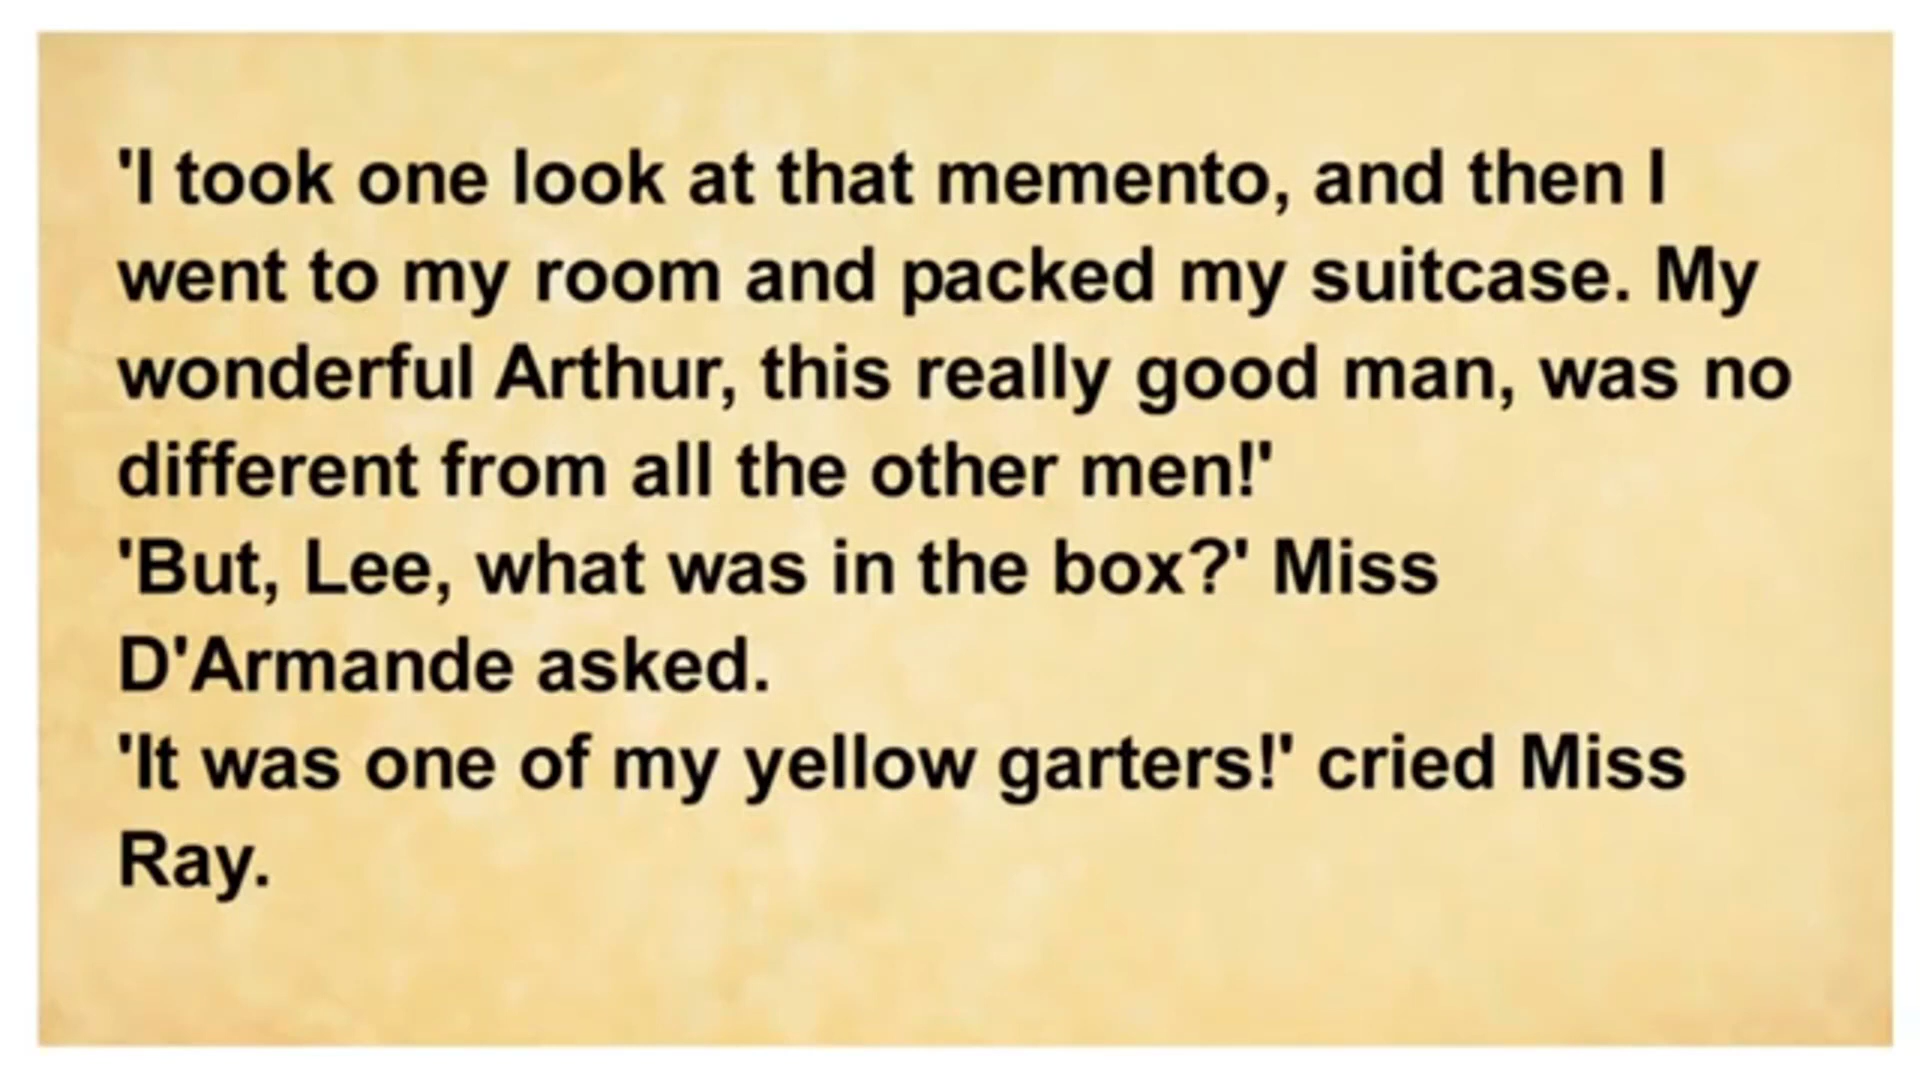 'I took one look at that memento, and then I
went to my room and packed my suitcase. My
wonderful Arthur, this really good man, was no
different from all the other men!'
'But, Lee, what was in the box?' Miss
D'Armande asked.
'It was one of my yellow garters!' cried Miss
Ray.